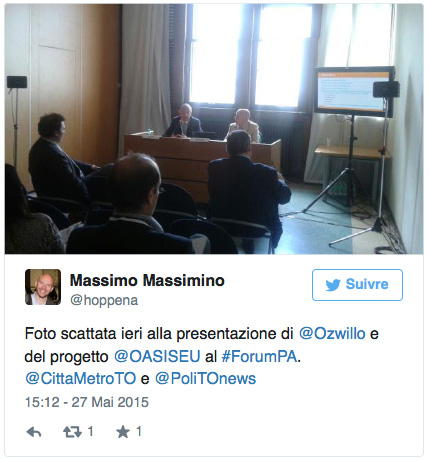 Massimo Massimino
@hoppena
Suivre
Foto scattata ieri alla presentazione di @Ozwillo e
del progetto @OASISEU al #ForumPA.
@CittaMetroTO e @PoliTOnews
15:12 - 27 Mai 2015
1 1